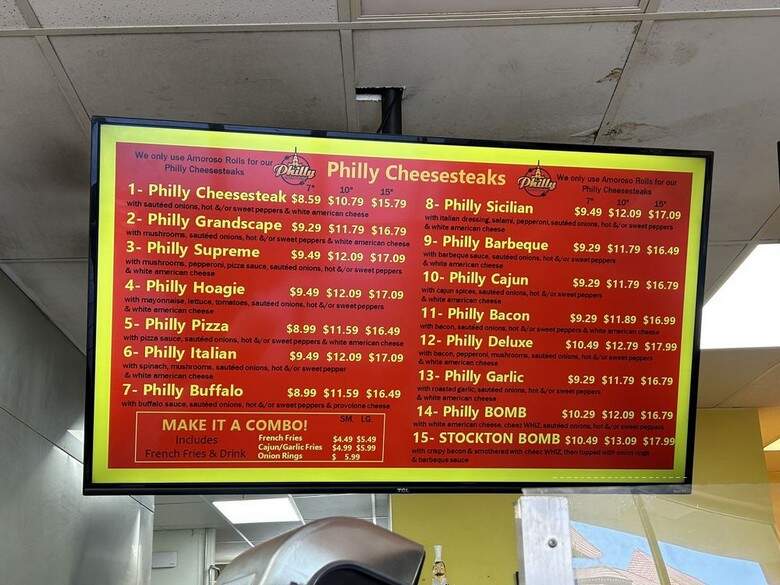 We only use Amoroso Rolls for our
Philly Cheesesteaks
Philly
Philly Cheesesteaks
Philly
We only use Amoroso Rolls for our
Philly Cheesesteaks
7" 10" 15"
1- Philly Cheesesteak $8.59 $10.79 $15.79
with sautéed onions, hot &/or sweet peppers & white american cheese
2- Philly Grandscape $9.29 $11.79 $16.79
with mushrooms, sautéed onions, hot &/or sweet peppers & white american cheese
3- Philly Supreme $9.49 $12.09 $17.09
with mushrooms, pepperoni, pizza sauce, sautéed onions, hot &/or sweet peppers
& white american cheese
4- Philly Hoagie $9.49 $12.09 $17.09
with mayonnaise, lettuce, tomatoes, sautéed onions, hot &/or sweet peppers
& white american cheese
5- Philly Pizza $8.99 $11.59 $16.49
with pizza sauce, sautéed onions, hot &/or sweet peppers & white american cheese
6- Philly Italian $9.49 $12.09 $17.09
with spinach, mushrooms, sautéed onions, hot &/or sweet pepper
& white american cheese
7- Philly Buffalo $8.99 $11.59 $16.49
with buffalo sauce, sautéed onions, hot &/or sweet peppers & provolone cheese
MAKE IT A COMBO!
Includes
French Fries & Drink
SM. LG.
French Fries $4.49 $5.49
Cajun/Garlic Fries $4.99 $5.99
Onion Rings $ 5.99
7" 10" 15"
8- Philly Sicilian $9.49 $12.09 $17.09
with italian dressing, salami, pepperoni, sautéed onions, hot &/or sweet peppers
& white american cheese
9- Philly Barbeque $9.29 $11.79 $16.49
with barbeque sauce, sautéed onions, hot &/or sweet peppers
& white american cheese
10- Philly Cajun $9.29 $11.79 $16.79
with cajun spices, sautéed onions, hot &/or sweet peppers
& white american cheese
11- Philly Bacon $9.29 $11.89 $16.99
with bacon, sautéed onions, hot &/or sweet peppers & white american cheese
12- Philly Deluxe $10.49 $12.79 $17.99
with bacon, pepperoni, mushrooms, sautéed onions, hot &/or sweet peppers
& white american cheese
13- Philly Garlic $9.29 $11.79 $16.79
with roasted garlic, sautéed onions, hot &/or sweet peppers
& white american cheese
14- Philly BOMB $10.29 $12.09 $16.79
with white american cheese, cheez WHIZ, sautéed onions, hot &/or sweet peppers
15- STOCKTON BOMB $10.49 $13.09 $17.99
with crispy bacon & smothered with cheez WHIZ, then topped with onion rings
& barbeque sauce
TCL